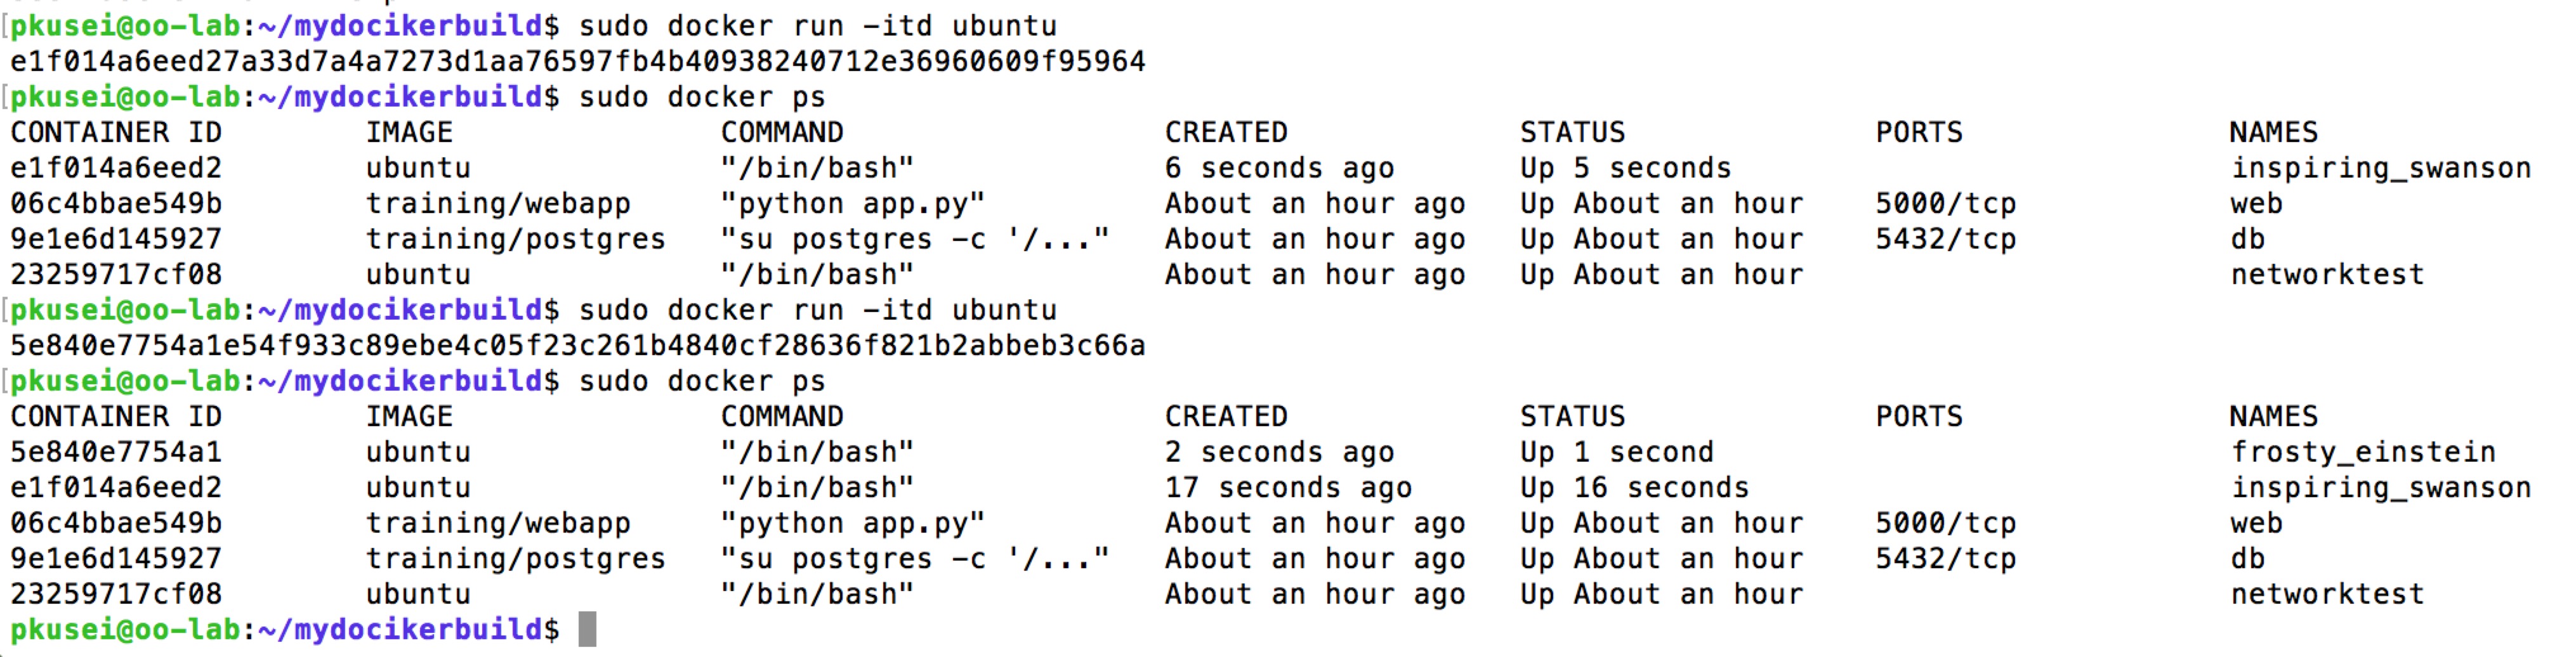 [pkusei@oo-lab:~/mydocikerbuild$ sudo docker run -itd ubuntu
e1f014a6eed27a33d7a4a7273d1aa76597fb4b40938240712e36960609f95964
[pkusei@oo-lab:~/mydocikerbuild$ sudo docker ps
CONTAINER ID        IMAGE               COMMAND                  CREATED             STATUS              PORTS               NAMES
e1f014a6eed2        ubuntu              "/bin/bash"              6 seconds ago       Up 5 seconds                            inspiring_swanson
06c4bbae549b        training/webapp     "python app.py"          About an hour ago   Up About an hour    5000/tcp            web
9e1e6d145927        training/postgres   "su postgres -c '/..."   About an hour ago   Up About an hour    5432/tcp            db
23259717cf08        ubuntu              "/bin/bash"              About an hour ago   Up About an hour                        networktest
[pkusei@oo-lab:~/mydocikerbuild$ sudo docker run -itd ubuntu
5e840e7754a1e54f933c89ebe4c05f23c261b4840cf28636f821b2abbeb3c66a
[pkusei@oo-lab:~/mydocikerbuild$ sudo docker ps
CONTAINER ID        IMAGE               COMMAND                  CREATED             STATUS              PORTS               NAMES
5e840e7754a1        ubuntu              "/bin/bash"              2 seconds ago       Up 1 second                             frosty_einstein
e1f014a6eed2        ubuntu              "/bin/bash"              17 seconds ago      Up 16 seconds                           inspiring_swanson
06c4bbae549b        training/webapp     "python app.py"          About an hour ago   Up About an hour    5000/tcp            web
9e1e6d145927        training/postgres   "su postgres -c '/..."   About an hour ago   Up About an hour    5432/tcp            db
23259717cf08        ubuntu              "/bin/bash"              About an hour ago   Up About an hour                        networktest
pkusei@oo-lab:~/mydocikerbuild$